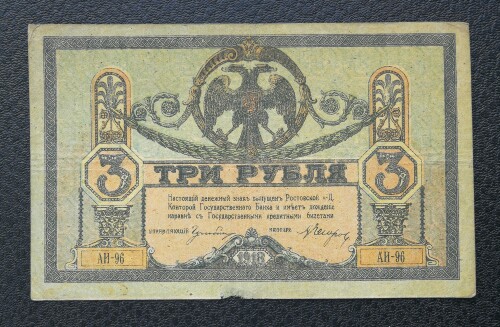 3 ТРИ РУБЛЯ 3
Настоящій денежный знакъ выпущенъ Ростовской н-Д.
Конторой Государственнаго Банка и имѣетъ хожденіе
наравнѣ съ Государственными кредитными билетами
УПРАВЛЯЮЩІЙ КАССИРЪ
АИ-96 1918 АИ-96